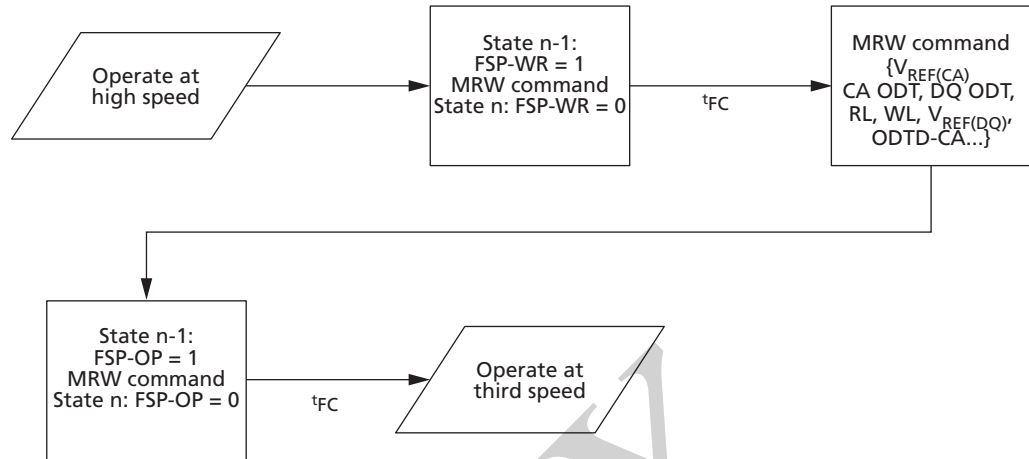 Operate at
high speed
State n-1:
FSP-WR = 1
MRW command
State n: FSP-WR = 0
tFC
MRW command
{VREF(CA)
CA ODT, DQ ODT,
RL, WL, VREF(DQ),
ODTD-CA...}
State n-1:
FSP-OP = 1
MRW command
State n: FSP-OP = 0
tFC
Operate at
third speed